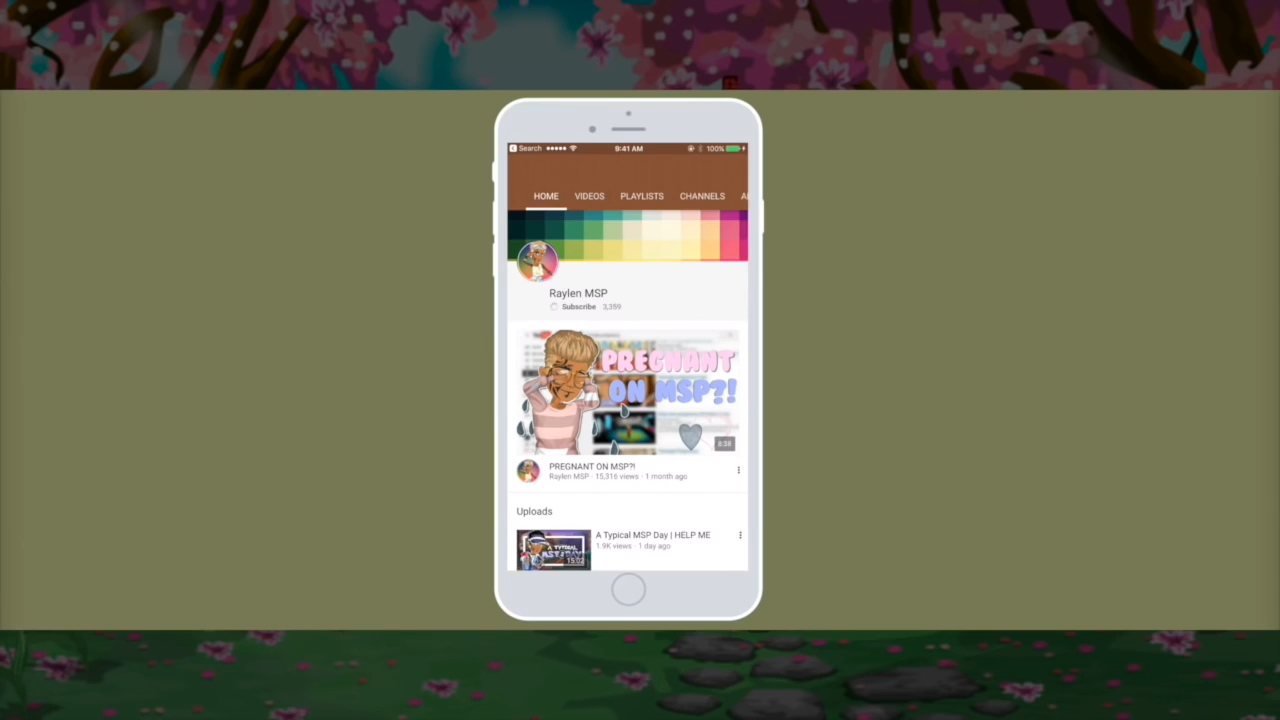 Search
9:41 AM
100%
HOME VIDEOS PLAYLISTS CHANNELS
Raylen MSP
Subscribe 3,359
PREGNANT
ON MSP?!
8:38
PREGNANT ON MSP?!
Raylen MSP · 15,316 views · 1 month ago
Uploads
A Typical MSP Day | HELP ME
1.9K views · 1 day ago
A TYPICAL
15:02